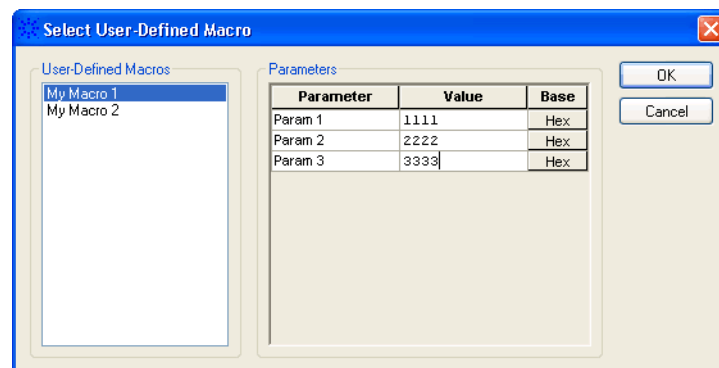 Select User-Defined Macro
User-Defined Macros
My Macro 1
My Macro 2
Parameters
Parameter Value Base
Param 1 1111 Hex
Param 2 2222 Hex
Param 3 3333 Hex
OK
Cancel